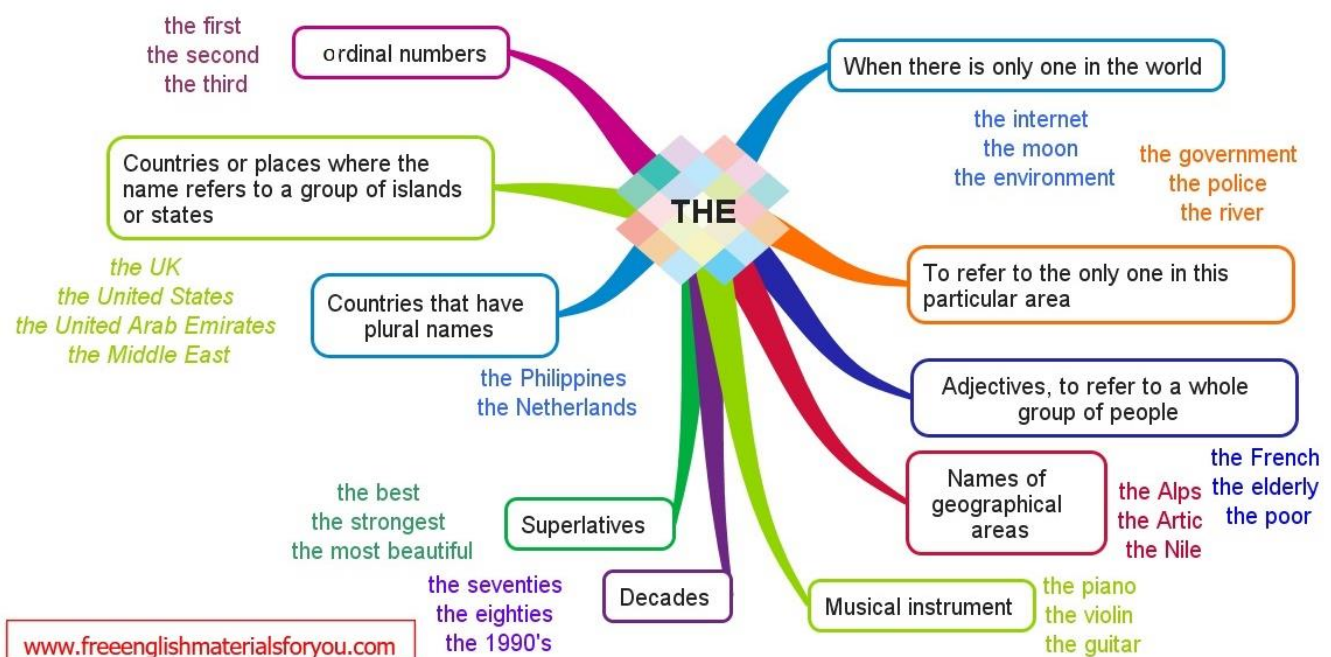 the first
the second
the third
ordinal numbers
When there is only one in the world
the internet
the moon
the environment
the government
the police
the river
Countries or places where the
name refers to a group of islands
or states
THE
the UK
the United States
the United Arab Emirates
the Middle East
Countries that have
plural names
the Philippines
the Netherlands
To refer to the only one in this
particular area
Adjectives, to refer to a whole
group of people
the French
the elderly
the poor
Names of
geographical
areas
the Alps
the Artic
the Nile
the best
the strongest
the most beautiful
Superlatives
the seventies
the eighties
the 1990's
Decades
Musical instrument
the piano
the violin
the guitar
www.freeenglishmaterialsforyou.com